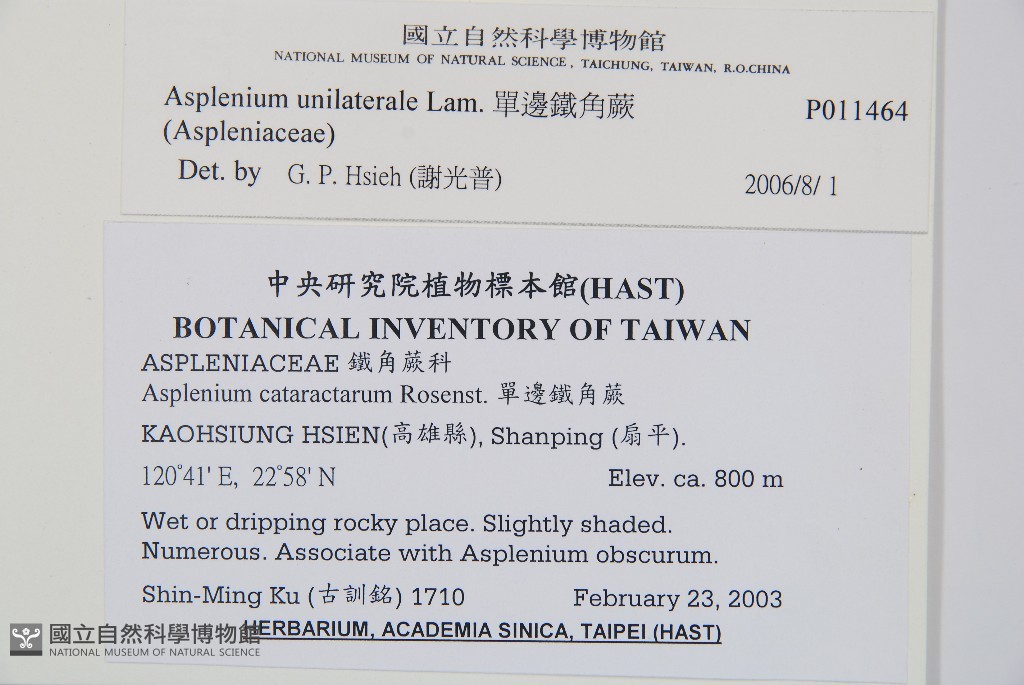 國立自然科學博物館
NATIONAL MUSEUM OF NATURAL SCIENCE, TAICHUNG, TAIWAN, R.O.CHINA
Asplenium unilaterale Lam. 單邊鐵角蕨 P011464
(Aspleniaceae)
Det. by G. P. Hsieh (謝光普) 2006/8/ 1
中央研究院植物標本館(HAST)
BOTANICAL INVENTORY OF TAIWAN
ASPLENIACEAE 鐵角蕨科
Asplenium cataractarum Rosenst. 單邊鐵角蕨
KAOHSIUNG HSIEN(高雄縣), Shanping (扇平).
120°41' E, 22°58' N Elev. ca. 800 m
Wet or dripping rocky place. Slightly shaded.
Numerous. Associate with Asplenium obscurum.
Shin-Ming Ku (古訓銘) 1710 February 23, 2003
HERBARIUM, ACADEMIA SINICA, TAIPEI (HAST)
國立自然科學博物館
NATIONAL MUSEUM OF NATURAL SCIENCE